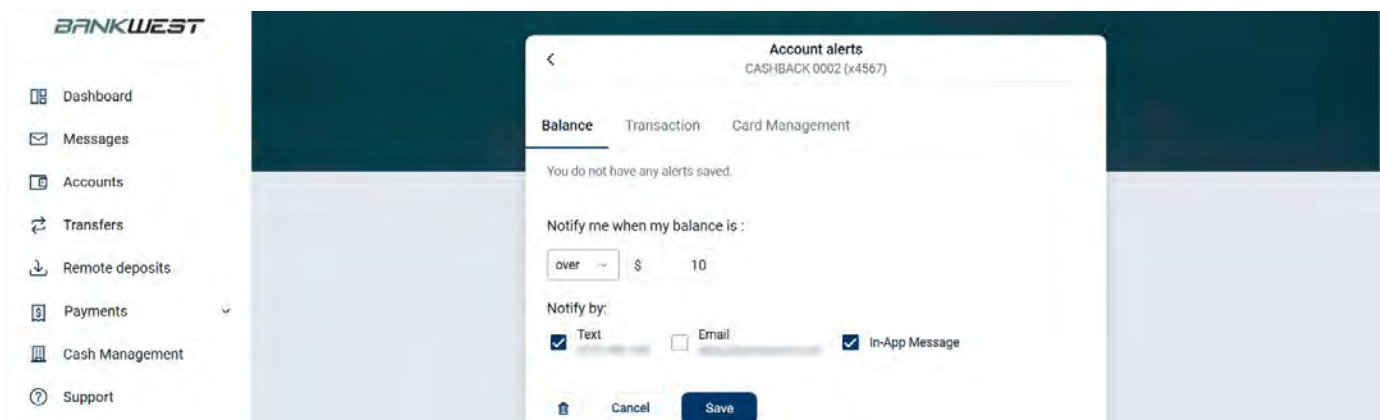 BANKWEST
Dashboard
Messages
Accounts
Transfers
Remote deposits
Payments
Cash Management
Support
Account alerts
CASHBACK 0002 (x4567)
Balance Transaction Card Management
You do not have any alerts saved.
Notify me when my balance is :
over $ 10
Notify by:
Text Email In-App Message
Cancel Save